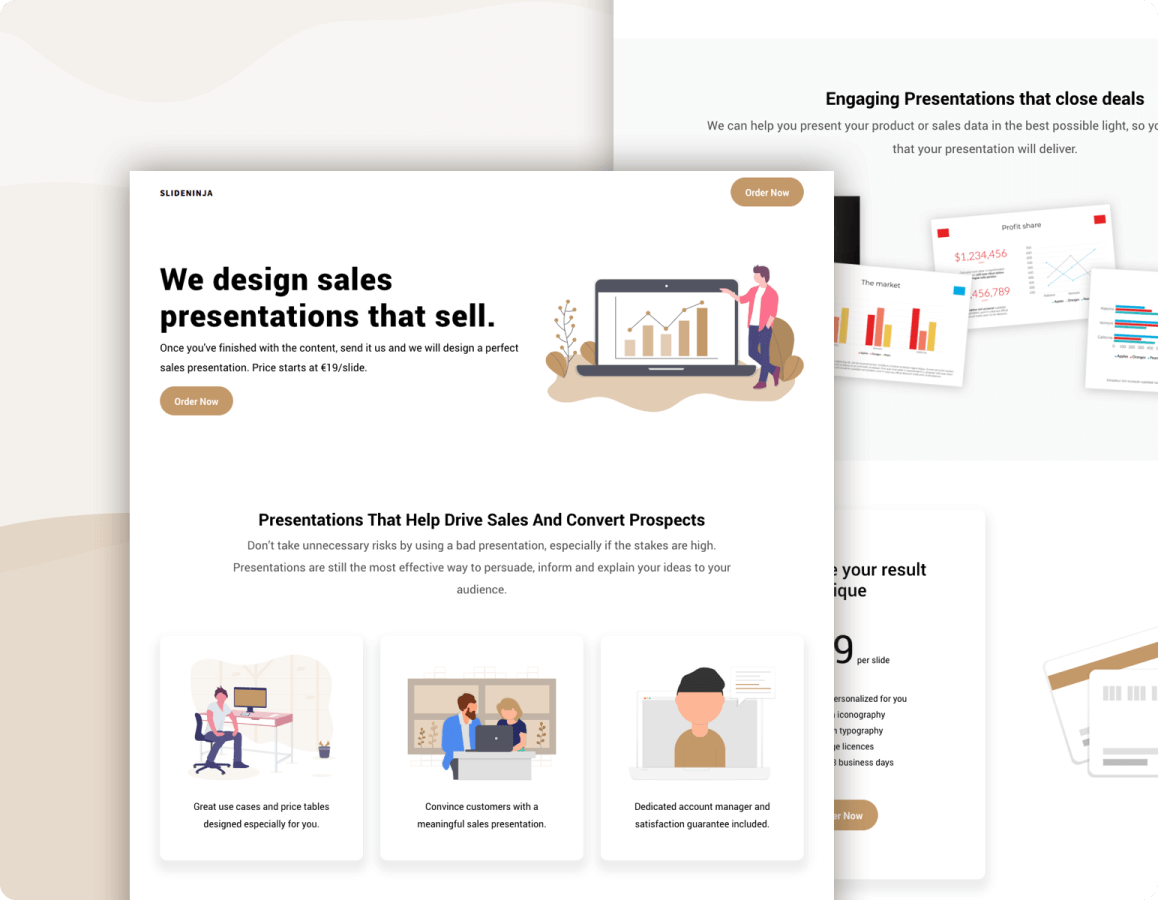 SLIDENINJA
Order Now
We design sales
presentations that sell.
Once you've finished with the content, send it us and we will design a perfect
sales presentation. Price starts at €19/slide.
Order Now
Presentations That Help Drive Sales And Convert Prospects
Don't take unnecessary risks by using a bad presentation, especially if the stakes are high.
Presentations are still the most effective way to persuade, inform and explain your ideas to your
audience.
Great use cases and price tables
designed especially for you.
Convince customers with a
meaningful sales presentation.
Dedicated account manager and
satisfaction guarantee included.
Engaging Presentations that close deals
We can help you present your product or sales data in the best possible light, so
that your presentation will deliver.
Profit share
$1,234,456
,456,789
The market
your result
9 per slide
ersonalized for you
iconography
typography
licences
business days
Now